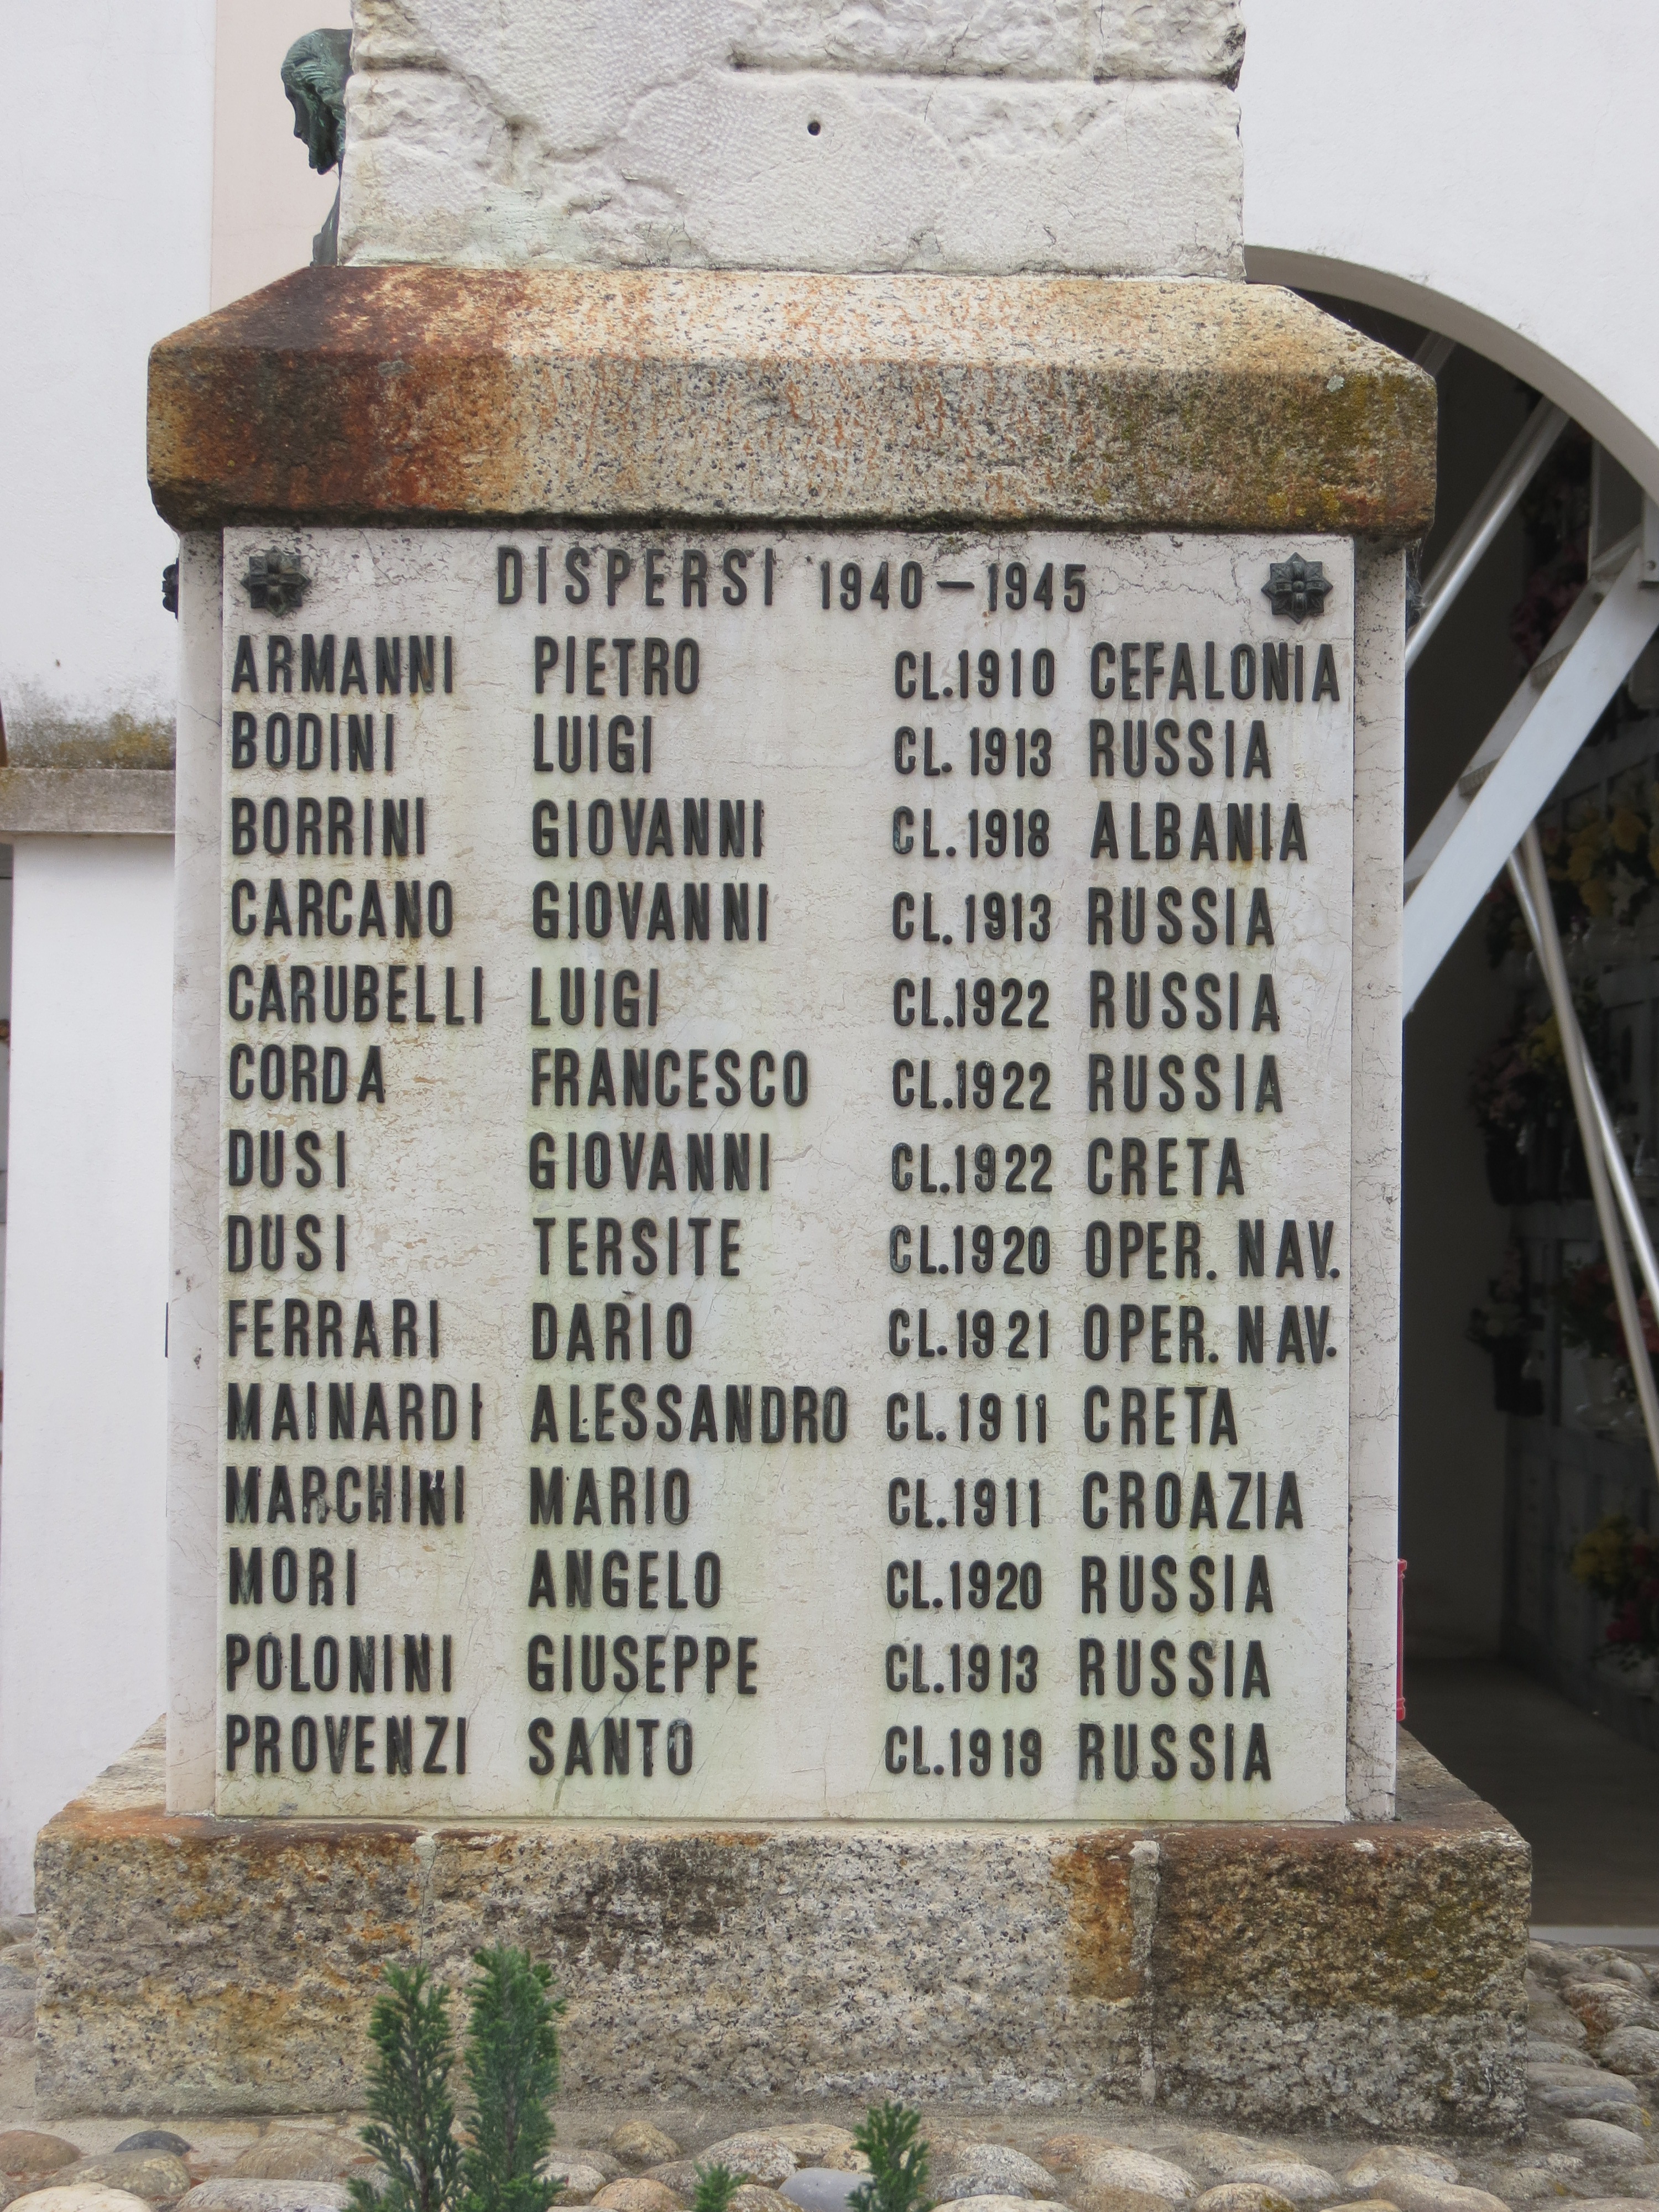 DISPERSI 1940-1945
ARMANNI PIETRO CL.1910 CEFALONIA
BODINI LUIGI CL. 1913 RUSSIA
BORRINI GIOVANNI CL. 1918 ALBANIA
CARCANO GIOVANNI CL. 1913 RUSSIA
CARUBELLI LUIGI CL.1922 RUSSIA
CORDA FRANCESCO CL.1922 RUSSIA
DUSI GIOVANNI CL.1922 CRETA
DUSI TERSITE CL.1920 OPER. NAV.
FERRARI DARIO CL.1921 OPER. NAV.
MAINARDI ALESSANDRO CL. 1911 CRETA
MARCHINI MARIO CL.1911 CROAZIA
MORI ANGELO CL.1920 RUSSIA
POLONINI GIUSEPPE CL.1913 RUSSIA
PROVENZI SANTO CL.1919 RUSSIA